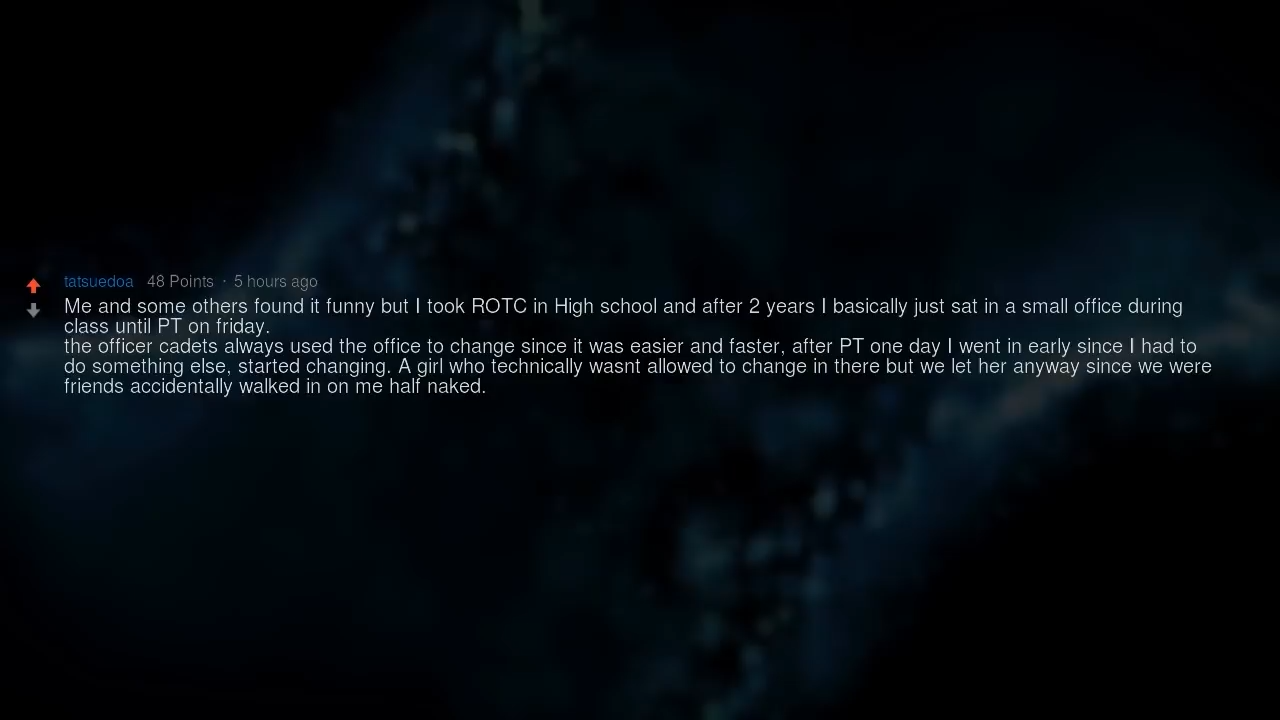 tatsuedoa 48 Points · 5 hours ago
Me and some others found it funny but I took ROTC in High school and after 2 years I basically just sat in a small office during
class until PT on friday.
the officer cadets always used the office to change since it was easier and faster, after PT one day I went in early since I had to
do something else, started changing. A girl who technically wasnt allowed to change in there but we let her anyway since we were
friends accidentally walked in on me half naked.